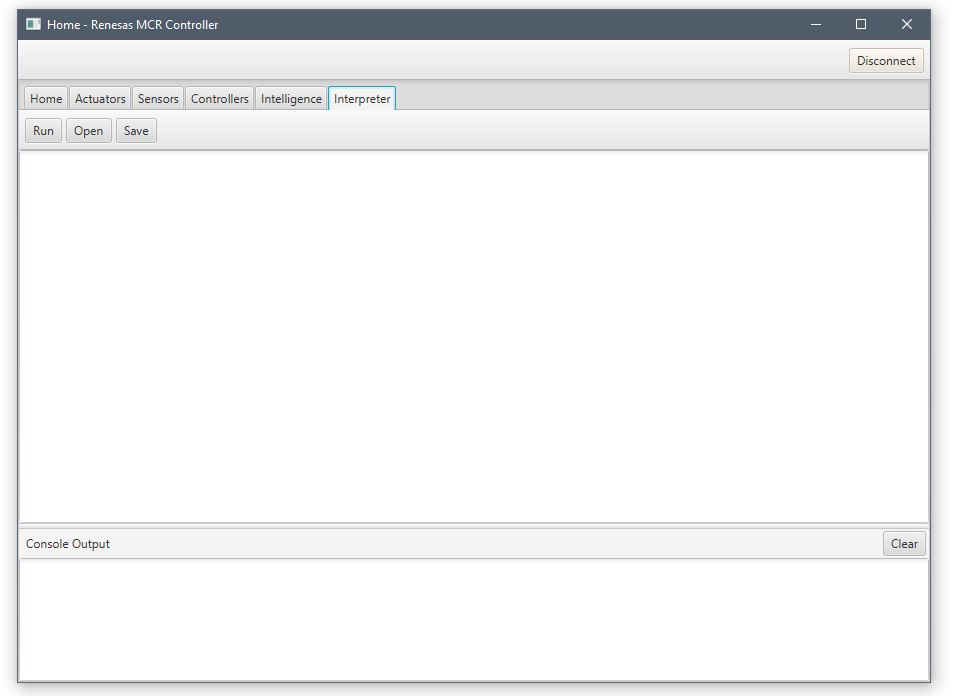 Home - Renesas MCR Controller
Disconnect
Home Actuators Sensors Controllers Intelligence Interpreter
Run Open Save
Console Output Clear